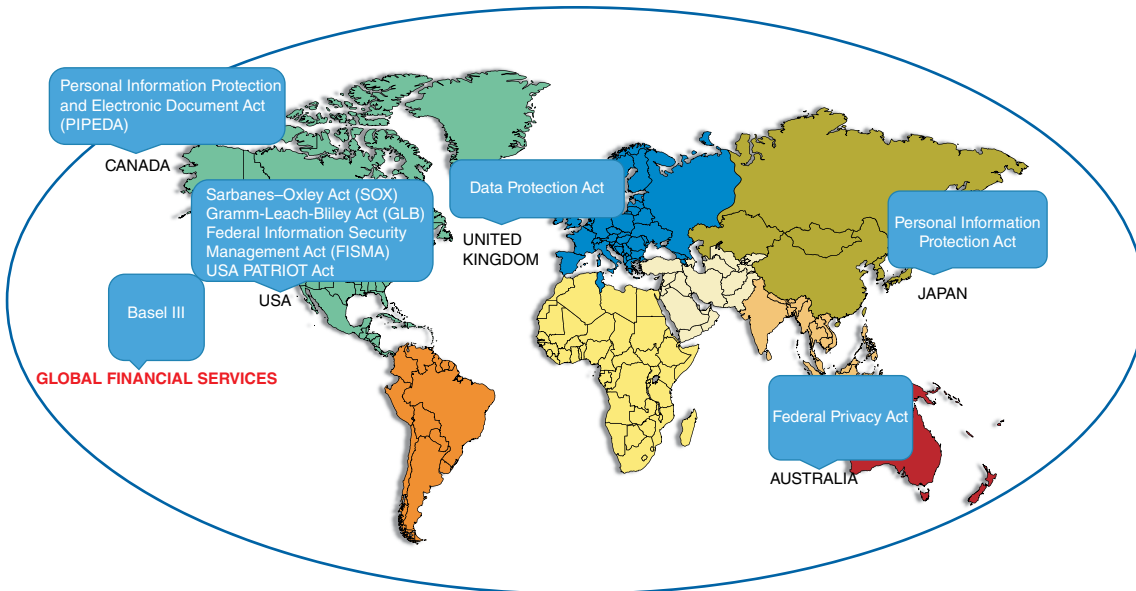 Personal Information Protection
and Electronic Document Act
(PIPEDA)
CANADA
Sarbanes–Oxley Act (SOX)
Gramm-Leach-Bliley Act (GLB)
Federal Information Security
Management Act (FISMA)
USA PATRIOT Act
USA
Basel III
GLOBAL FINANCIAL SERVICES
Data Protection Act
UNITED
KINGDOM
Personal Information
Protection Act
JAPAN
Federal Privacy Act
AUSTRALIA